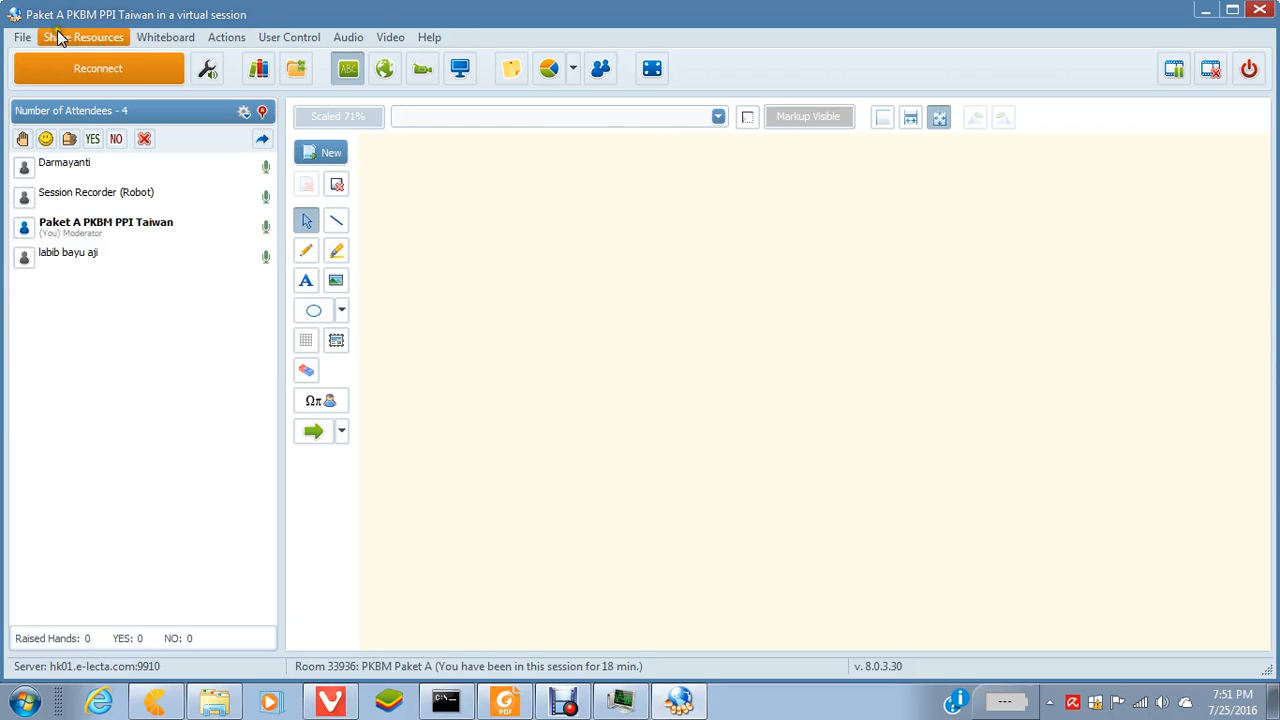 Paket A PKBM PPI Taiwan in a virtual session
File Share Resources Whiteboard Actions User Control Audio Video Help
Reconnect
ABC
Number of Attendees - 4
Scaled 71%
Markup Visible
YES NO
New
Darmayanti
Session Recorder (Robot)
Paket A PKBM PPI Taiwan
(You) Moderator
labib bayu aji
A
Ωπ
Raised Hands: 0 YES: 0 NO: 0
Server: hk01.e-lecta.com:9910 Room 33936: PKBM Paket A (You have been in this session for 18 min.) v. 8.0.3.30
PDF
7:51 PM
7/25/2016